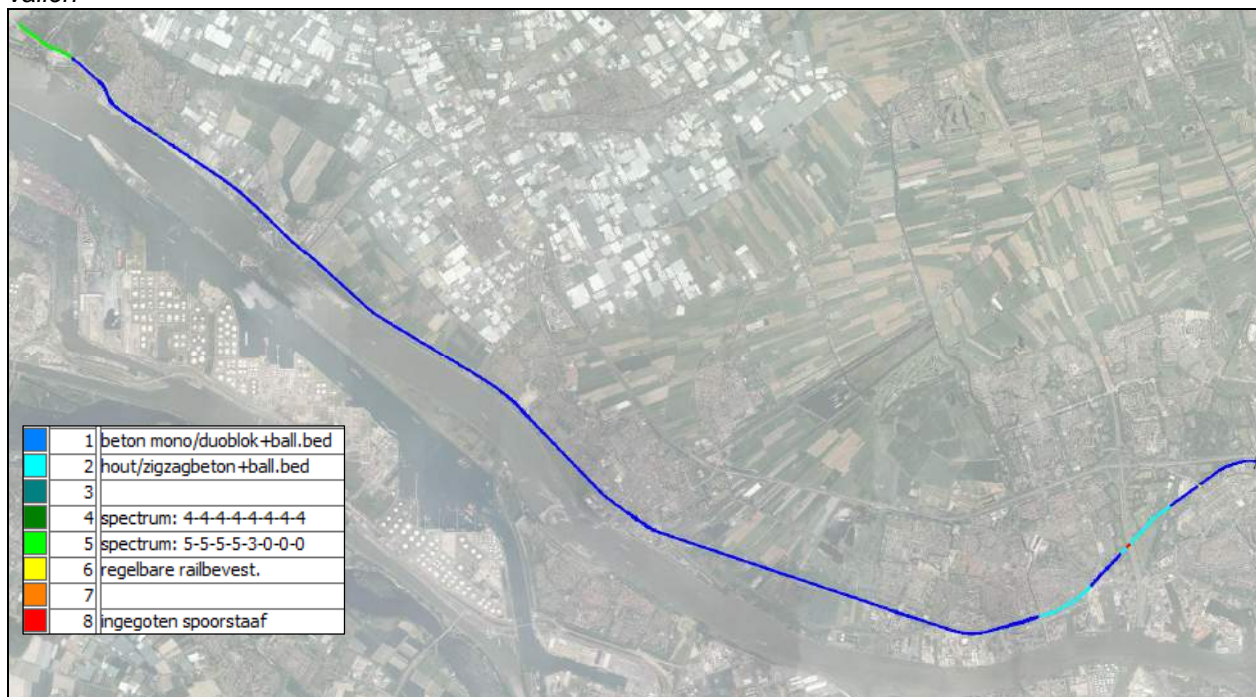 1 beton mono/duoblok+ball.bed
2 hout/zigzagbeton+ball.bed
3
4 spectrum: 4-4-4-4-4-4-4-4
5 spectrum: 5-5-5-5-3-0-0-0
6 regelbare railbevest.
7
8 ingegoten spoorstaaf